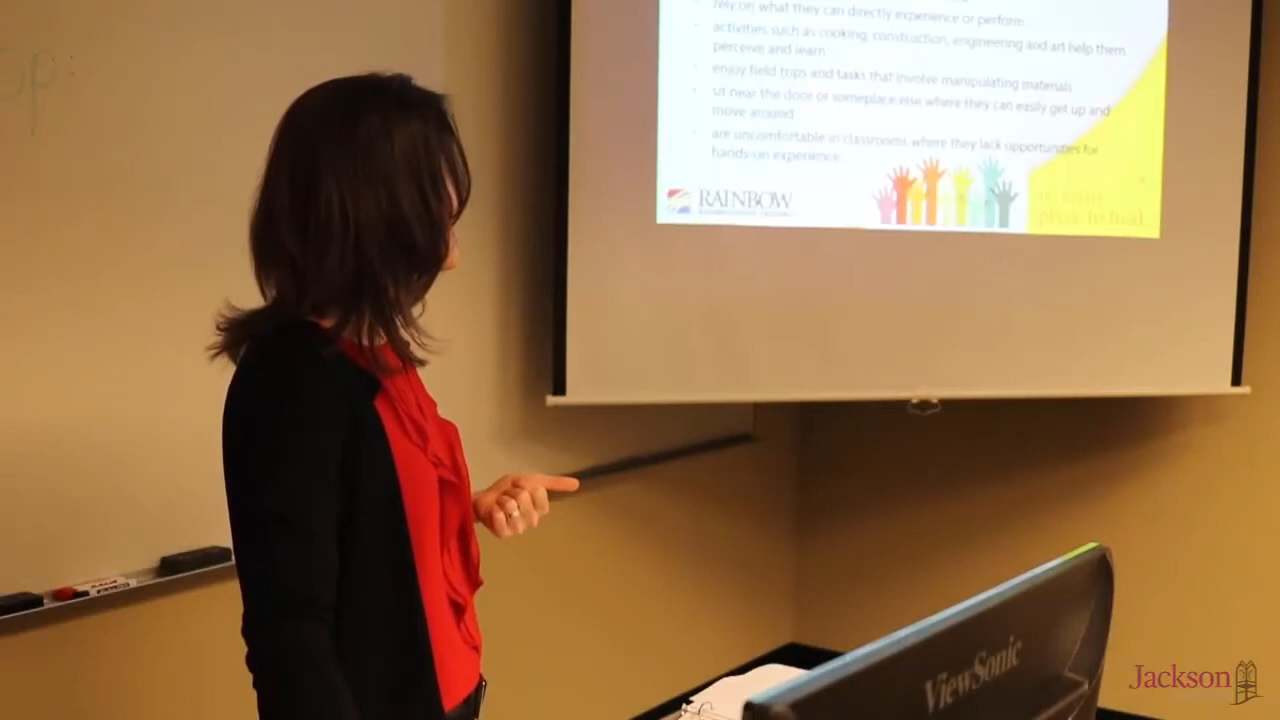 rely on what they can directly experience or perform
activities such as cooking, construction, engineering and art help them
perceive and learn
enjoy field trips and tasks that involve manipulating materials
sit near the door or someplace else where they can easily get up and
move around
are uncomfortable in classrooms where they lack opportunities for
hands-on experience
RAINBOW
ViewSonic
Jackson